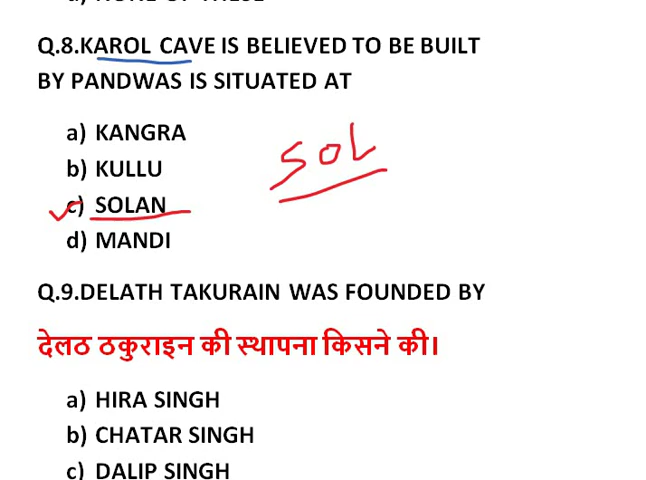 Q.8.KAROL CAVE IS BELIEVED TO BE BUILT
BY PANDWAS IS SITUATED AT
a) KANGRA
b) KULLU
c) SOLAN
d) MANDI
SOL
Q.9.DELATH TAKURAIN WAS FOUNDED BY
देलठ ठकुराइन की स्थापना किसने की।
a) HIRA SINGH
b) CHATAR SINGH
c) DALIP SINGH